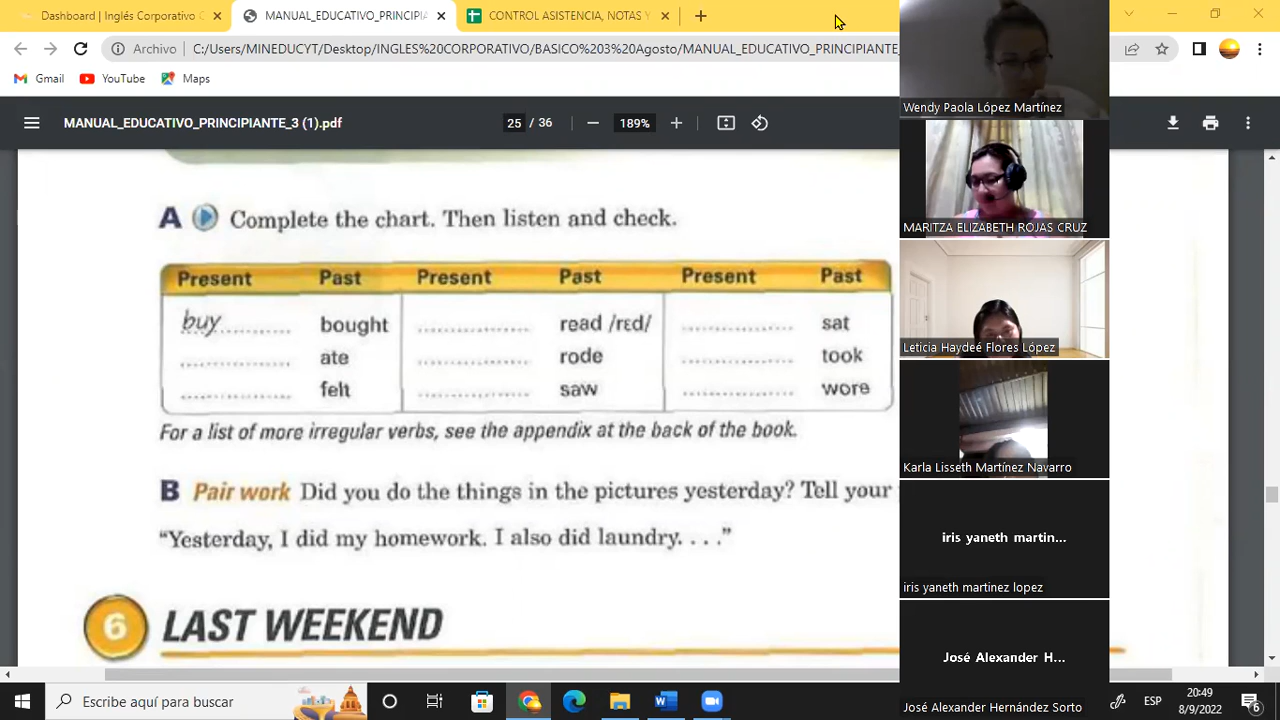 Dashboard | Inglés Corporativo C
MANUAL_EDUCATIVO_PRINCIPIA
CONTROL ASISTENCIA, NOTAS Y
Archivo
C:/Users/MINEDUCYT/Desktop/INGLES%20CORPORATIVO/BASICO%203%20Agosto/MANUAL_EDUCATIVO_PRINCIPIANTE_
Gmail
YouTube
Maps
MANUAL_EDUCATIVO_PRINCIPIANTE_3 (1).pdf
25 / 36
189%
A Complete the chart. Then listen and check.
Present Past Present Past Present Past
buy bought read /rɛd/ sat
ate rode took
felt saw wore
For a list of more irregular verbs, see the appendix at the back of the book.
B Pair work Did you do the things in the pictures yesterday? Tell your
“Yesterday, I did my homework. I also did laundry. . . .”
6 LAST WEEKEND
Wendy Paola López Martínez
MARITZA ELIZABETH ROJAS CRUZ
Leticia Haydeé Flores López
Karla Lisseth Martínez Navarro
iris yaneth martin...
iris yaneth martinez lopez
José Alexander H...
José Alexander Hernández Sorto
Escribe aquí para buscar
ESP
20:49
8/9/2022
6